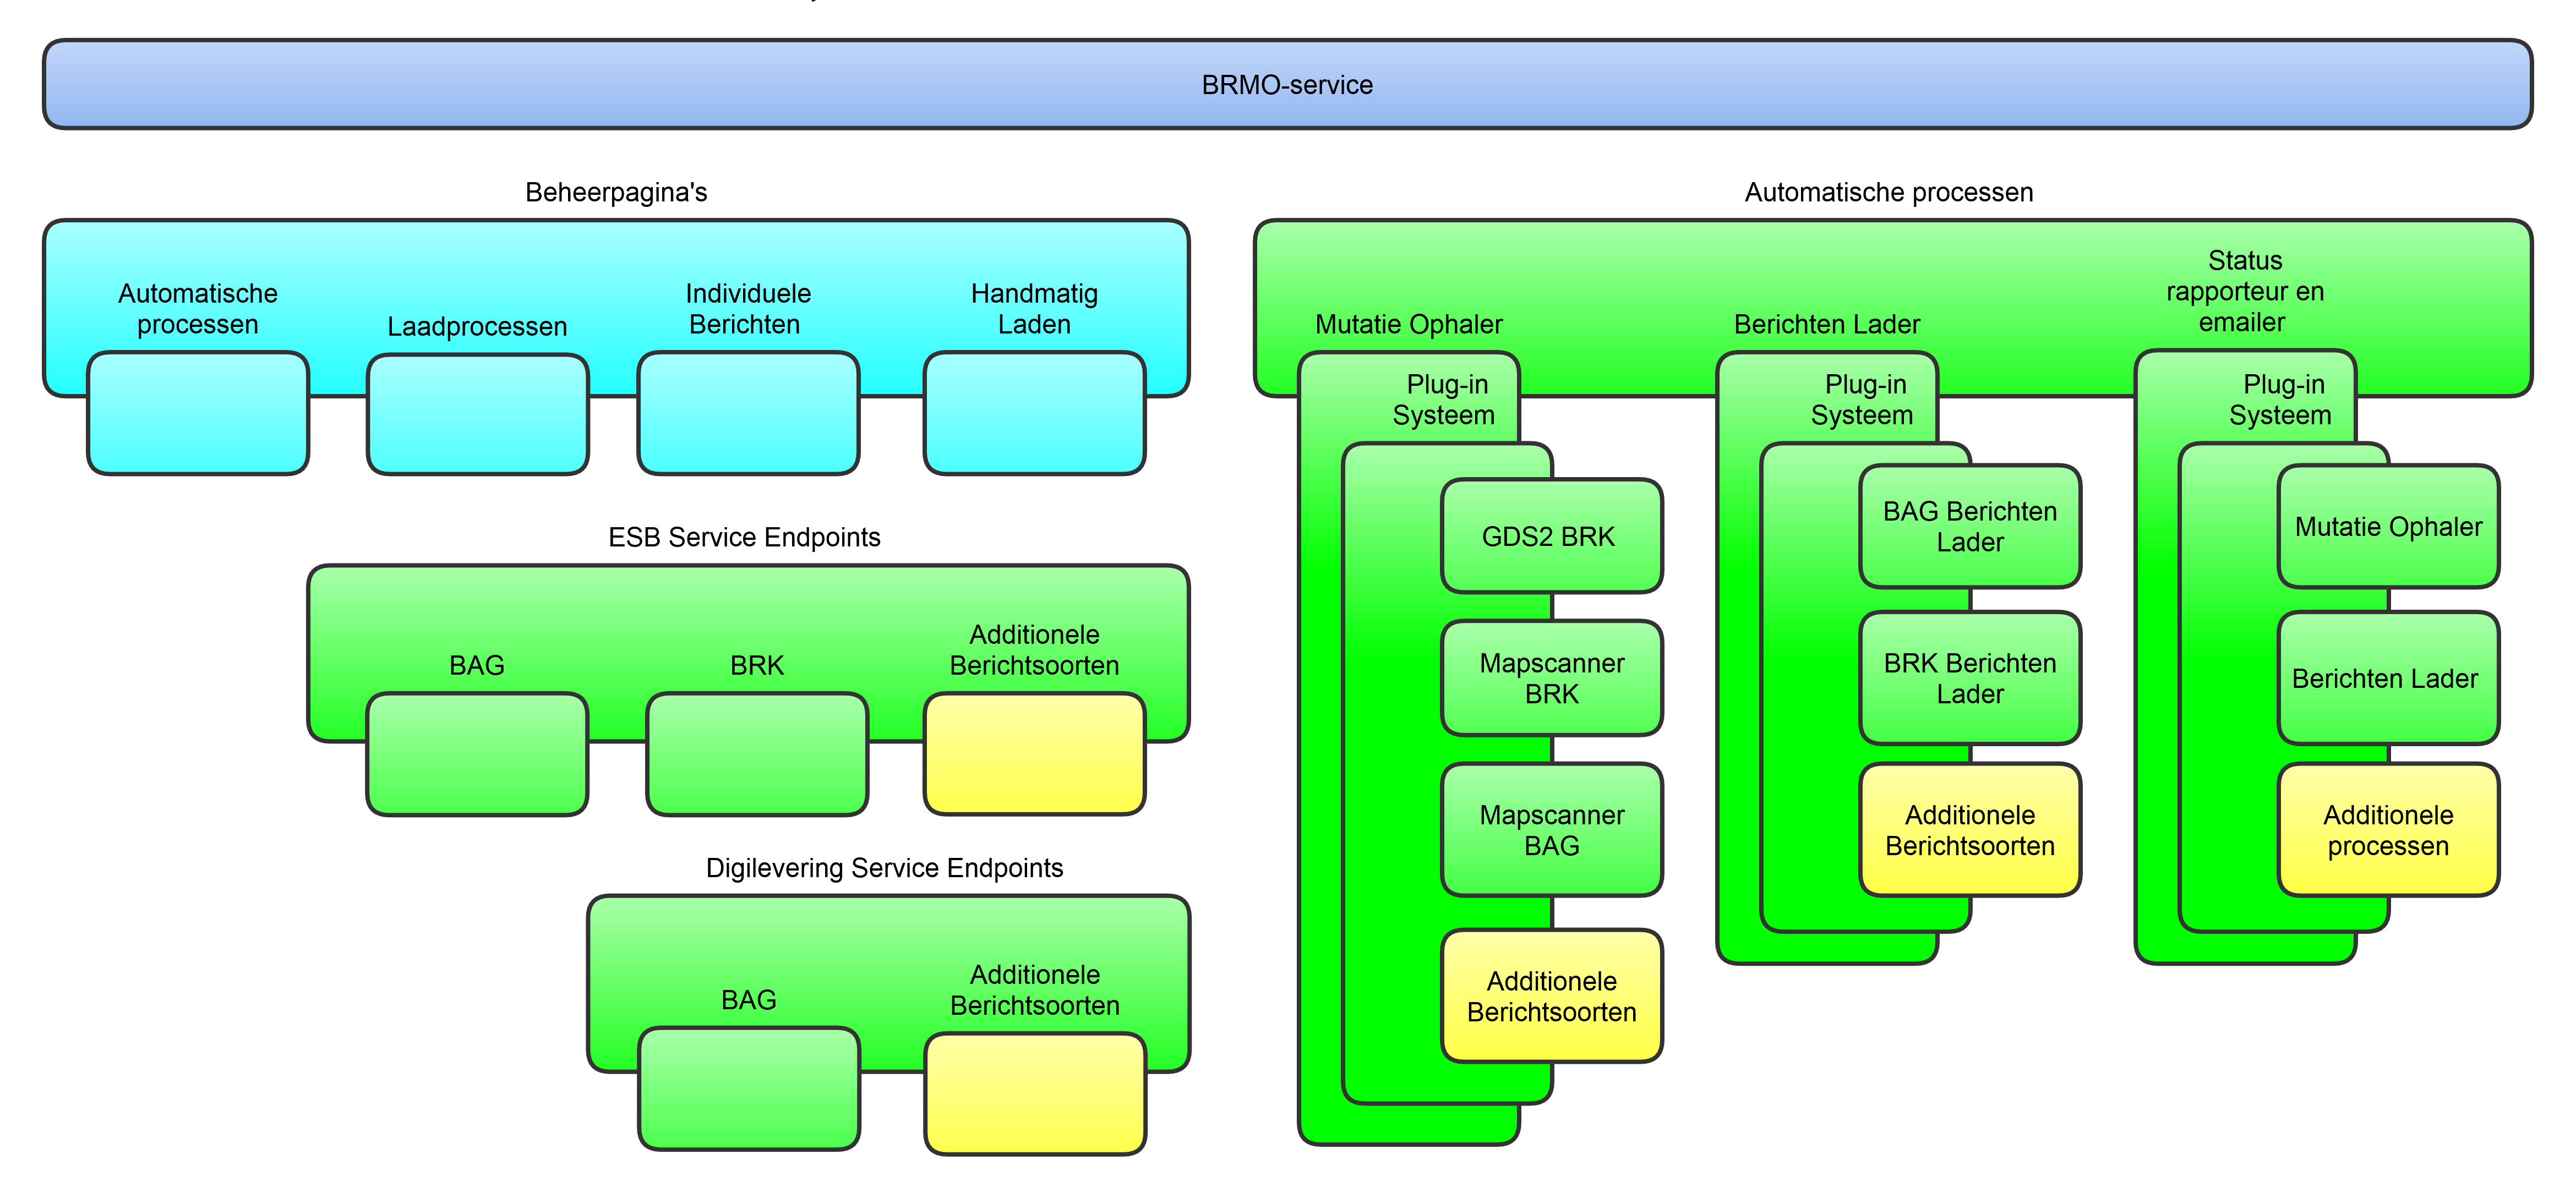 BRMO-service
Beheerpagina's
Automatische
processen
Laadprocessen
Individuele
Berichten
Handmatig
Laden
ESB Service Endpoints
BAG
BRK
Additionele
Berichtsoorten
Digilevering Service Endpoints
BAG
Additionele
Berichtsoorten
Automatische processen
Mutatie Ophaler
Plug-in
Systeem
GDS2 BRK
Mapscanner
BRK
Mapscanner
BAG
Additionele
Berichtsoorten
Berichten Lader
Plug-in
Systeem
BAG Berichten
Lader
BRK Berichten
Lader
Additionele
Berichtsoorten
Status
rapporteur en
emailer
Plug-in
Systeem
Mutatie Ophaler
Berichten Lader
Additionele
processen